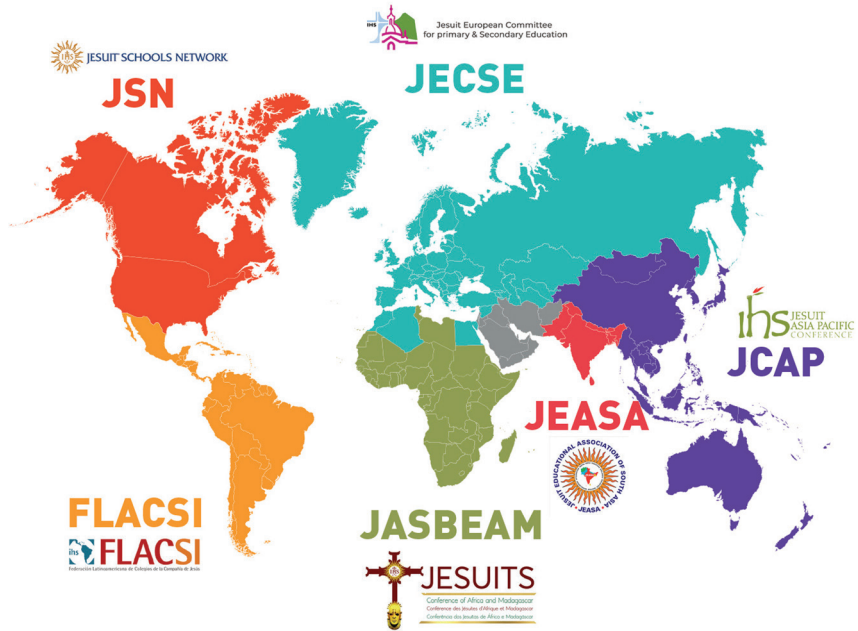 IHS
Jesuit European Committee
for primary & Secondary Education
IHS
JESUIT SCHOOLS NETWORK
JSN
JECSE
ihs JESUIT
ASIA PACIFIC
CONFERENCE
JCAP
JEASA
JESUIT EDUCATIONAL ASSOCIATION OF SOUTH ASIA
• JEASA •
FLACSI
ihs FLACSI
Federación Latinoamericana de Colegios de la Compañía de Jesús
JASBEAM
IHS
JESUITS
Conference of Africa and Madagascar
Conférence des Jésuites d'Afrique et Madagascar
Conferência dos Jesuítas de África e Madagascar